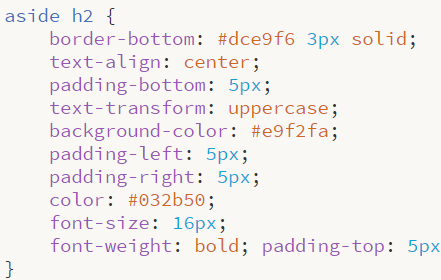 aside h2 {
    border-bottom: #dce9f6 3px solid;
    text-align: center;
    padding-bottom: 5px;
    text-transform: uppercase;
    background-color: #e9f2fa;
    padding-left: 5px;
    padding-right: 5px;
    color: #032b50;
    font-size: 16px;
    font-weight: bold; padding-top: 5px
}